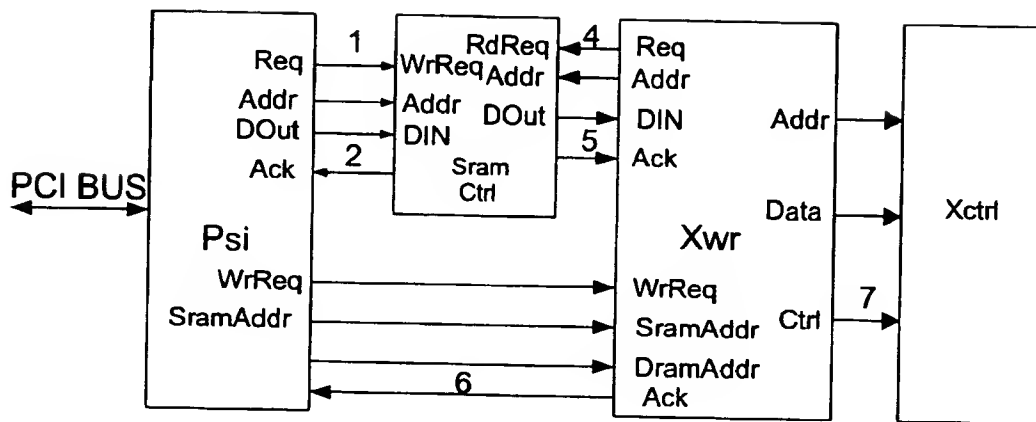 PCI BUS
Psi
Req
Addr
DOut
Ack
WrReq
SramAddr
1
2
WrReq
Addr
DIN
RdReq
Addr
DOut
Sram
Ctrl
4
5
6
Req
Addr
DIN
Ack
Xwr
WrReq
SramAddr
DramAddr
Ack
Addr
Data
Ctrl
7
Xctrl